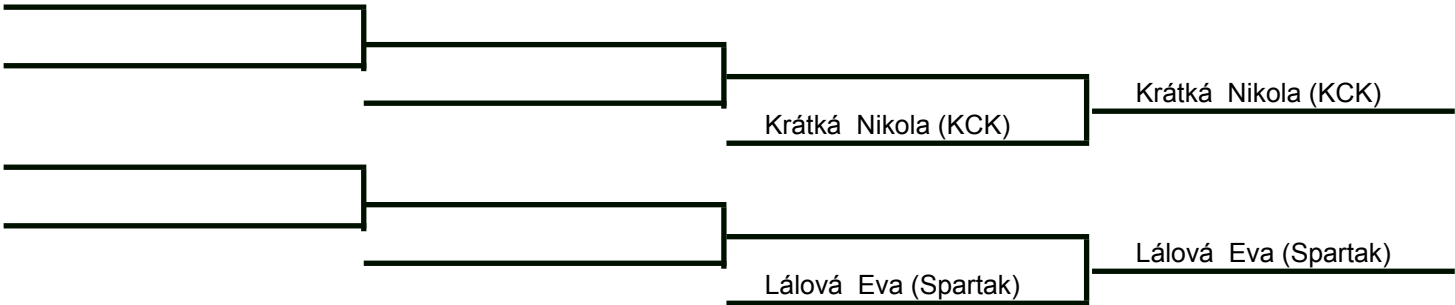 Krátká  Nikola (KCK)
Krátká  Nikola (KCK)
Lálová  Eva (Spartak)
Lálová  Eva (Spartak)